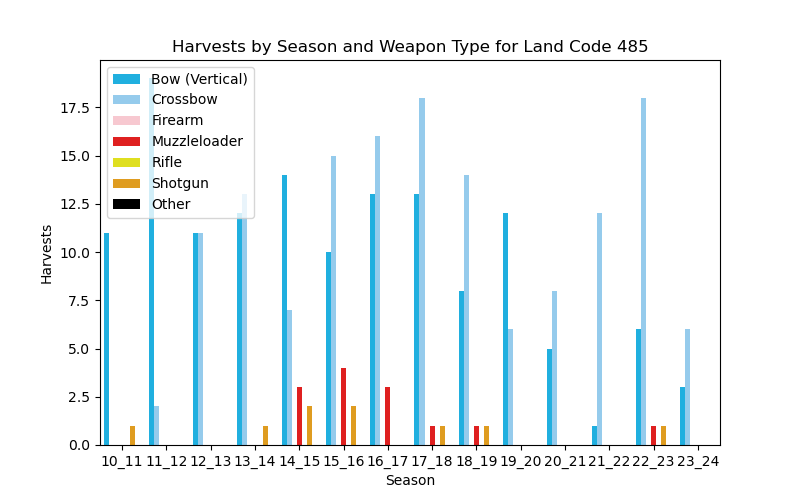 Harvests by Season and Weapon Type for Land Code 485
Bow (Vertical)
Crossbow
Firearm
Muzzleloader
Rifle
Shotgun
Other
17.5
15.0
12.5
10.0
7.5
5.0
2.5
0.0
Harvests
10_11 11_12 12_13 13_14 14_15 15_16 16_17 17_18 18_19 19_20 20_21 21_22 22_23 23_24
Season